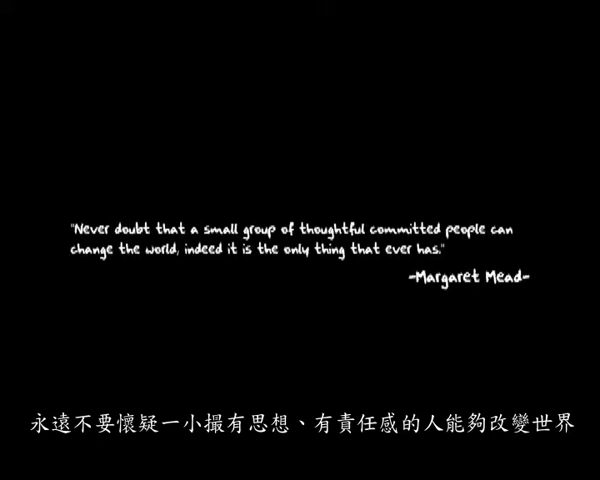 "Never doubt that a small group of thoughtful committed people can
change the world, indeed it is the only thing that ever has."
-Margaret Mead-
永遠不要懷疑一小撮有思想、有責任感的人能夠改變世界